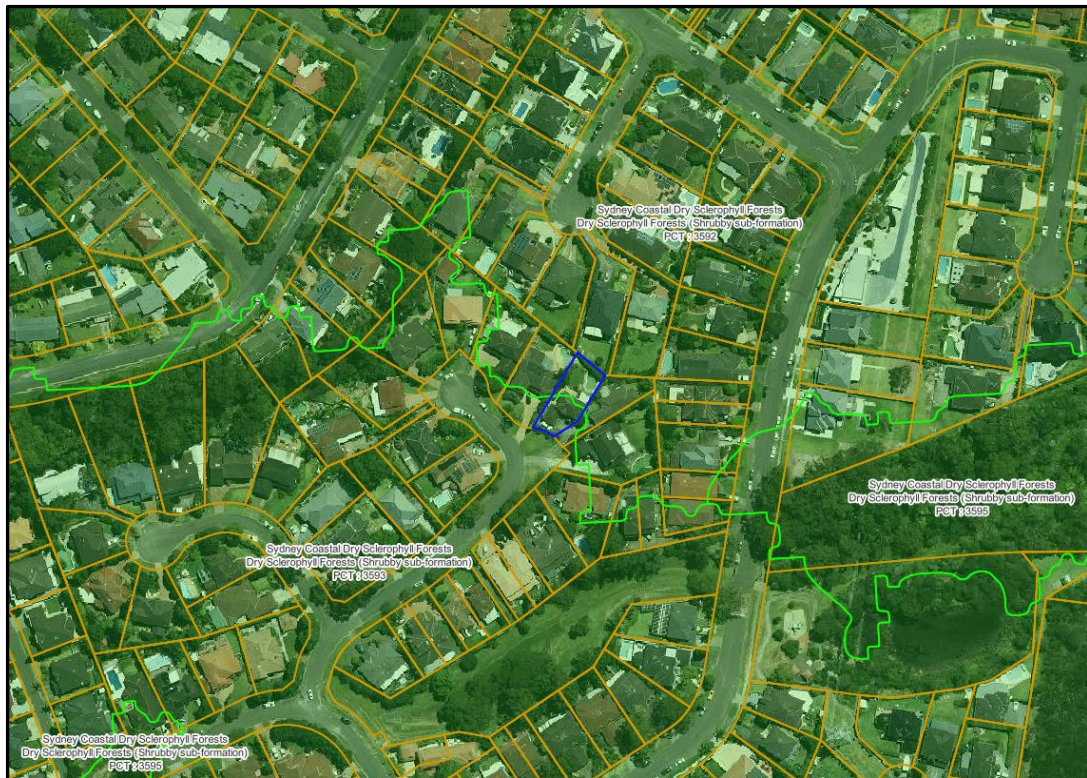 Sydney Coastal Dry Sclerophyll Forests
Dry Sclerophyll Forests (Shrubby sub-formation)
PCT : 3592
Sydney Coastal Dry Sclerophyll Forests
Dry Sclerophyll Forests (Shrubby sub-formation)
PCT : 3595
Sydney Coastal Dry Sclerophyll Forests
Dry Sclerophyll Forests (Shrubby sub-formation)
PCT : 3593
Sydney Coastal Dry Sclerophyll Forests
Dry Sclerophyll Forests (Shrubby sub-formation)
PCT : 3595